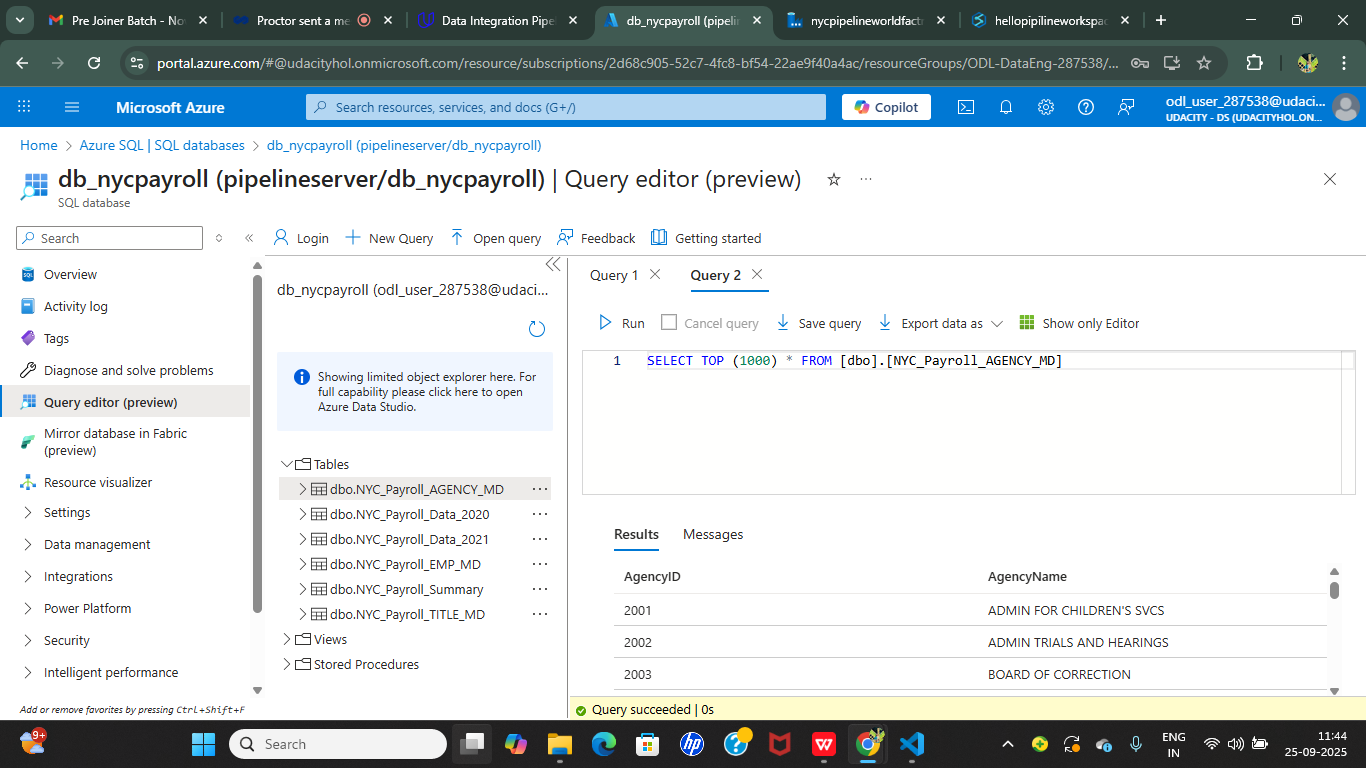 Pre Joiner Batch - No
Proctor sent a me
Data Integration Pipe
db_nycpayroll (pipelin
nycpipelineworldfactr
hellopipilineworkspac
portal.azure.com/#@udacityhol.onmicrosoft.com/resource/subscriptions/2d68c905-52c7-4fc8-bf54-22ae9f40a4ac/resourceGroups/ODL-DataEng-287538/...
Microsoft Azure
Search resources, services, and docs (G+/)
Copilot
odl_user_287538@udaci...
UDACITY - DS (UDACITYHOL.ON...
Home > Azure SQL | SQL databases > db_nycpayroll (pipelineserver/db_nycpayroll)
db_nycpayroll (pipelineserver/db_nycpayroll) | Query editor (preview)
SQL database
Search
Login
New Query
Open query
Feedback
Getting started
Overview
Activity log
Tags
Diagnose and solve problems
Query editor (preview)
Mirror database in Fabric
(preview)
Resource visualizer
Settings
Data management
Integrations
Power Platform
Security
Intelligent performance
Add or remove favorites by pressing Ctrl+Shift+F
db_nycpayroll (odl_user_287538@udaci...
Showing limited object explorer here. For
full capability please click here to open
Azure Data Studio.
Tables
dbo.NYC_Payroll_AGENCY_MD
dbo.NYC_Payroll_Data_2020
dbo.NYC_Payroll_Data_2021
dbo.NYC_Payroll_EMP_MD
dbo.NYC_Payroll_Summary
dbo.NYC_Payroll_TITLE_MD
Views
Stored Procedures
Query 1
Query 2
Run
Cancel query
Save query
Export data as
Show only Editor
1 SELECT TOP (1000) * FROM [dbo].[NYC_Payroll_AGENCY_MD]
Results
Messages
AgencyID AgencyName
2001 ADMIN FOR CHILDREN'S SVCS
2002 ADMIN TRIALS AND HEARINGS
2003 BOARD OF CORRECTION
Query succeeded | 0s
9+
Search
ENG
IN
11:44
25-09-2025